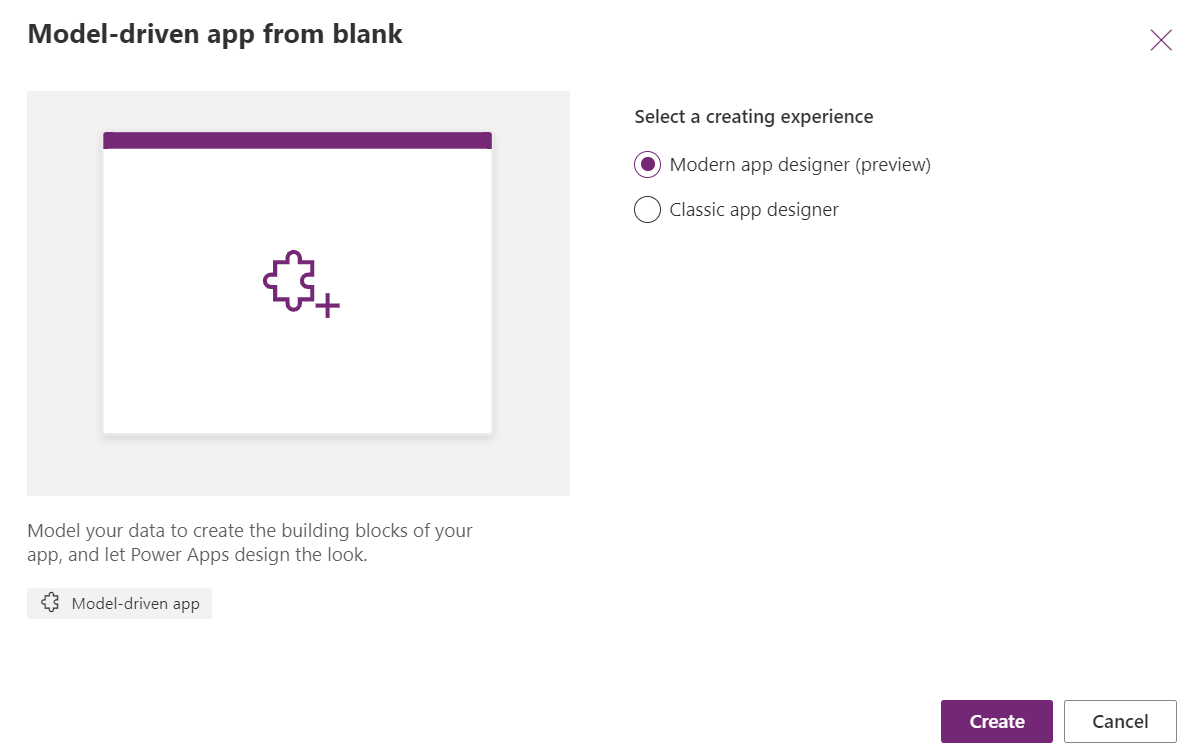 Model-driven app from blank
Select a creating experience
Modern app designer (preview)
Classic app designer
Model your data to create the building blocks of your
app, and let Power Apps design the look.
Model-driven app
Create
Cancel